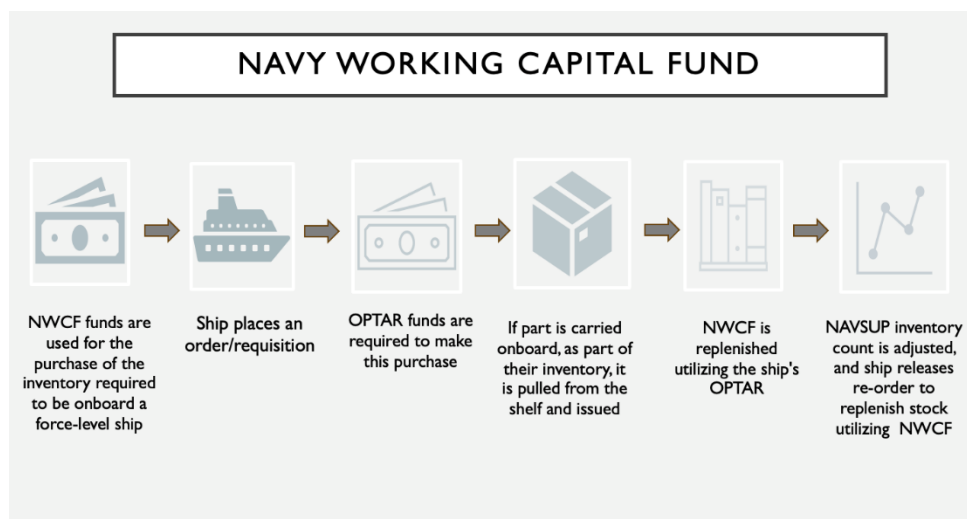 NAVY WORKING CAPITAL FUND
NWCF funds are
used for the
purchase of the
inventory required
to be onboard a
force-level ship
Ship places an
order/requisition
OPTAR funds are
required to make
this purchase
If part is carried
onboard, as part of
their inventory, it
is pulled from the
shelf and issued
NWCF is
replenished
utilizing the ship's
OPTAR
NAVSUP inventory
count is adjusted,
and ship releases
re-order to
replenish stock
utilizing NWCF